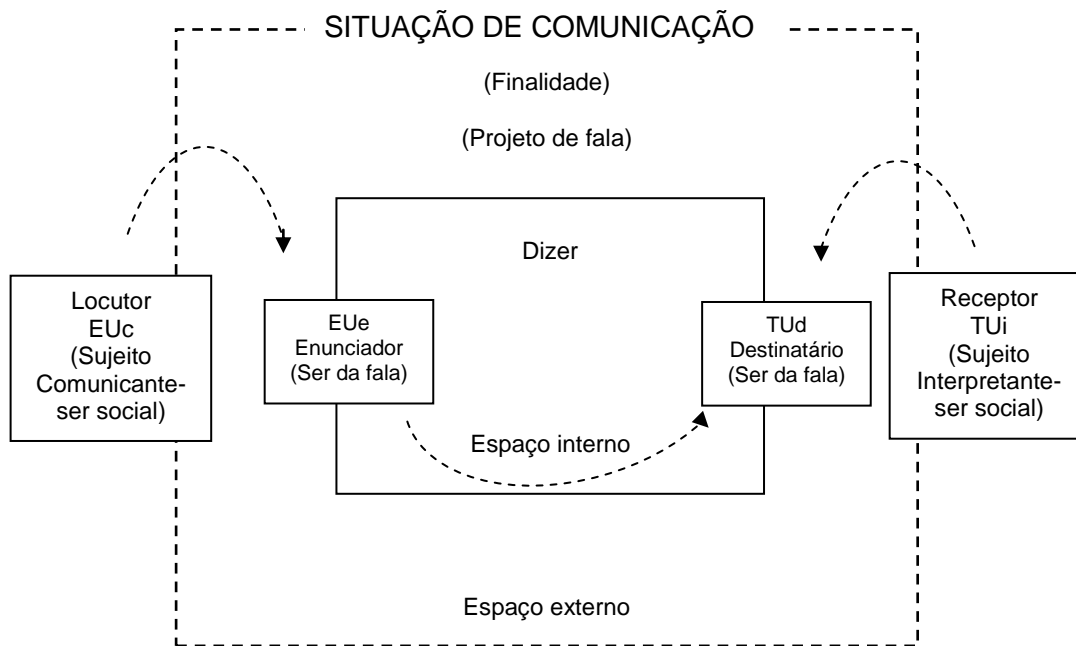 SITUAÇÃO DE COMUNICAÇÃO
(Finalidade)
(Projeto de fala)
Dizer
Locutor
EUc
(Sujeito
Comunicante-
ser social)
EUe
Enunciador
(Ser da fala)
TUd
Destinatário
(Ser da fala)
Receptor
TUi
(Sujeito
Interpretante-
ser social)
Espaço interno
Espaço externo